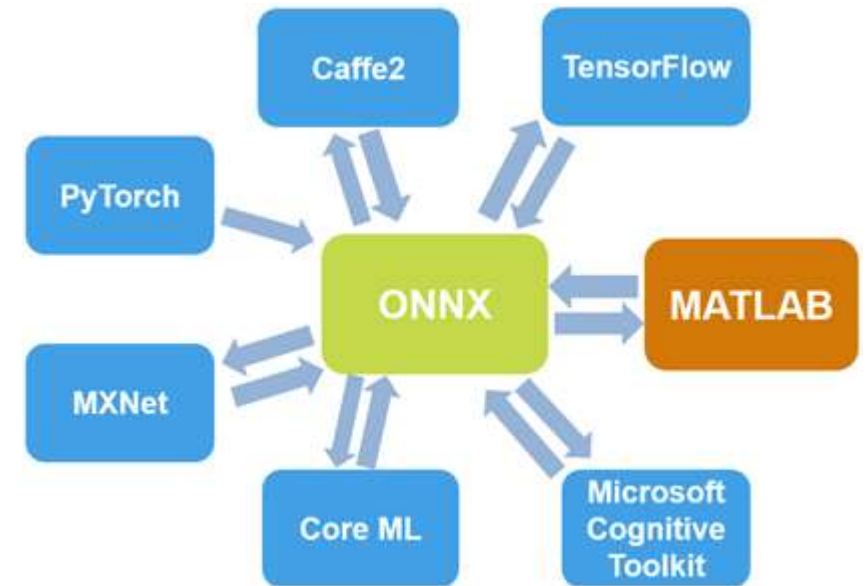 Caffe2
TensorFlow
PyTorch
ONNX
MATLAB
MXNet
Core ML
Microsoft
Cognitive
Toolkit